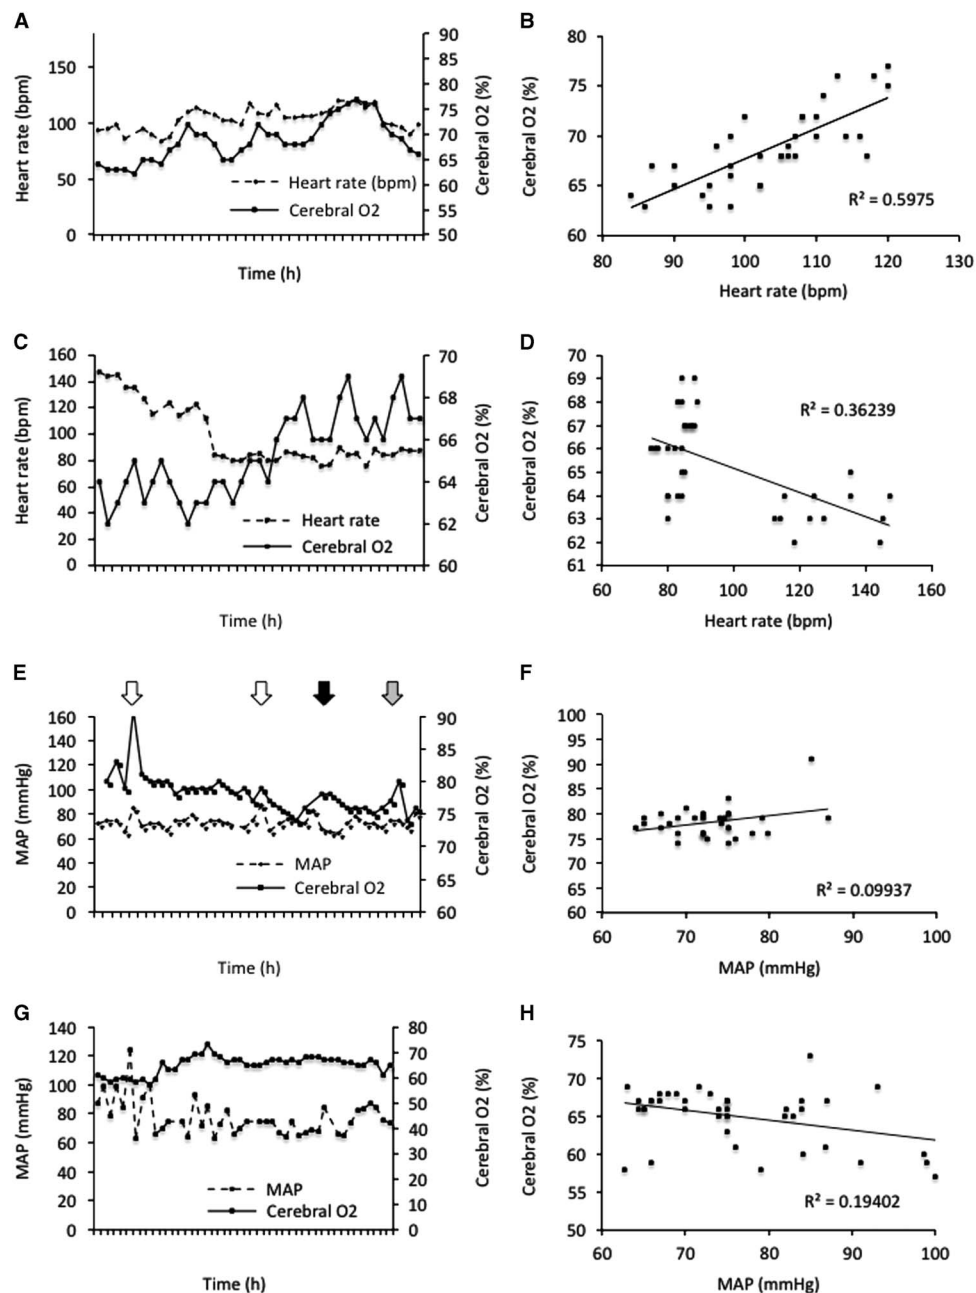 A
Heart rate (bpm)
150
100
50
0
90
85
80
75
70
65
60
55
50
Cerebral O2 (%)
Heart rate (bpm)
Cerebral O2
Time (h)
B
Cerebral O2 (%)
80
75
70
65
60
R² = 0.5975
80 90 100 110 120 130
Heart rate (bpm)
C
Heart rate (bpm)
160
140
120
100
80
60
40
20
0
70
68
66
64
62
60
Cerebral O2 (%)
Heart rate
Cerebral O2
Time (h)
D
Cerebral O2 (%)
70
69
68
67
66
65
64
63
62
61
R² = 0.36239
60 80 100 120 140 160
Heart rate (bpm)
E
MAP (mmHg)
160
140
120
100
80
60
40
20
0
90
85
80
75
70
65
60
Cerebral O2 (%)
MAP
Cerebral O2
Time (h)
F
Cerebral O2 (%)
100
95
90
85
80
75
70
65
60
R² = 0.09937
60 70 80 90 100
MAP (mmHg)
G
MAP (mmHg)
140
120
100
80
60
40
20
0
80
70
60
50
40
30
20
10
0
Cerebral O2 (%)
MAP
Cerebral O2
Time (h)
H
Cerebral O2 (%)
75
70
65
60
55
50
R² = 0.19402
60 70 80 90 100
MAP (mmHg)